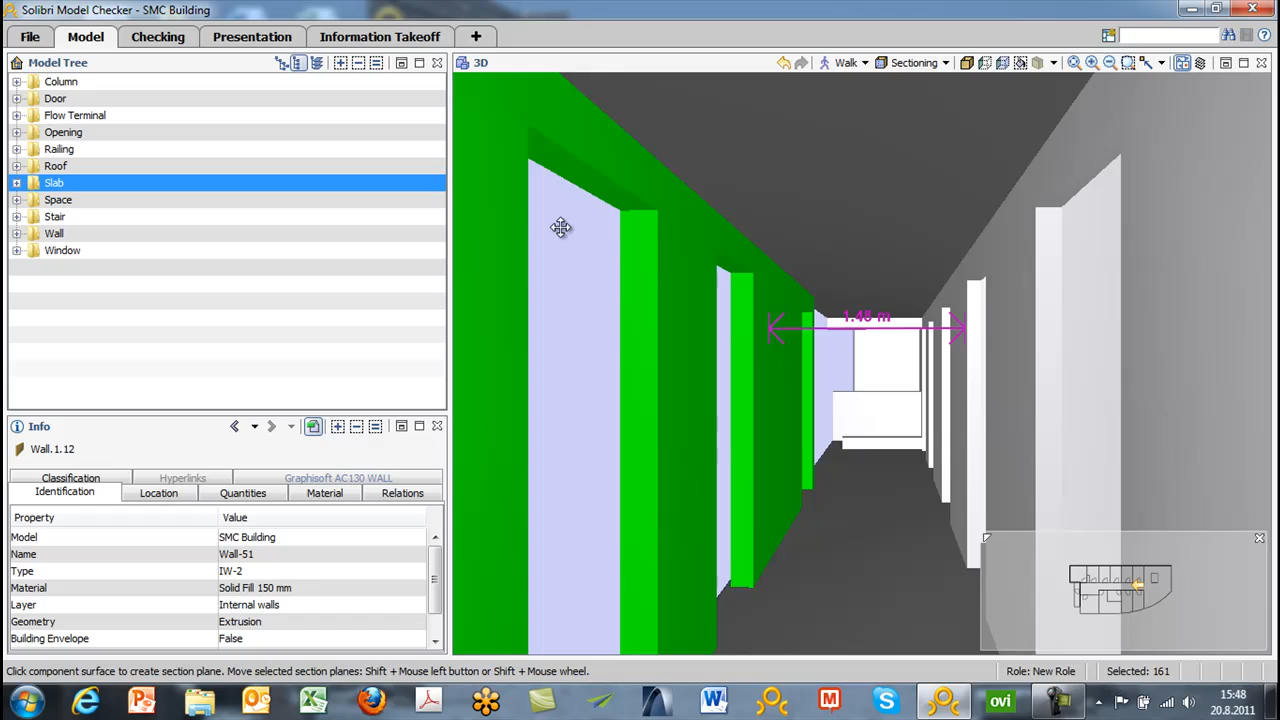 Solibri Model Checker - SMC Building
File Model Checking Presentation Information Takeoff +
Model Tree
3D
Walk
Sectioning
Column
Door
Flow Terminal
Opening
Railing
Roof
Slab
Space
Stair
Wall
Window
1.48 m
Info
Wall.1.12
Classification Hyperlinks Graphisoft AC130 WALL
Identification Location Quantities Material Relations
Property Value
Model SMC Building
Name Wall-51
Type IW-2
Material Solid Fill 150 mm
Layer Internal walls
Geometry Extrusion
Building Envelope False
Click component surface to create section plane. Move selected section planes: Shift + Mouse left button or Shift + Mouse wheel.
Role: New Role
Selected: 161
ovi
15:48
20.8.2011